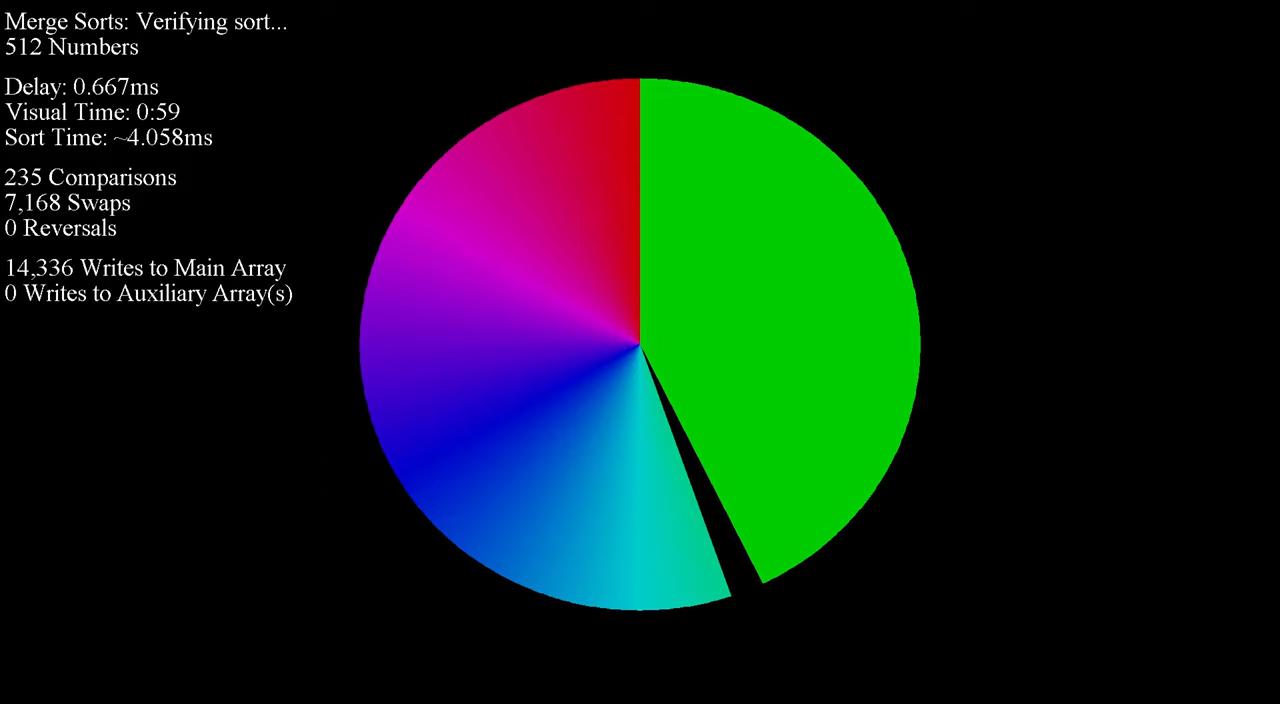 Merge Sorts: Verifying sort...
512 Numbers
Delay: 0.667ms
Visual Time: 0:59
Sort Time: ~4.058ms
235 Comparisons
7,168 Swaps
0 Reversals
14,336 Writes to Main Array
0 Writes to Auxiliary Array(s)